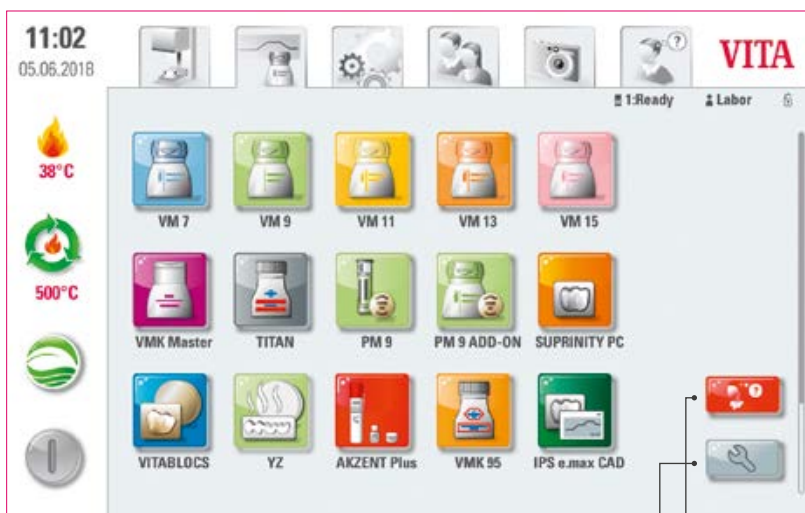 11:02
05.06.2018
?
VITA
1:Ready
Labor
38°C
500°C
VM 7
VM 9
VM 11
VM 13
VM 15
VMK Master
TITAN
PM 9
PM 9 ADD-ON
SUPRINITY PC
?
VITABLOCS
YZ
AKZENT Plus
VMK 95
IPS e.max CAD